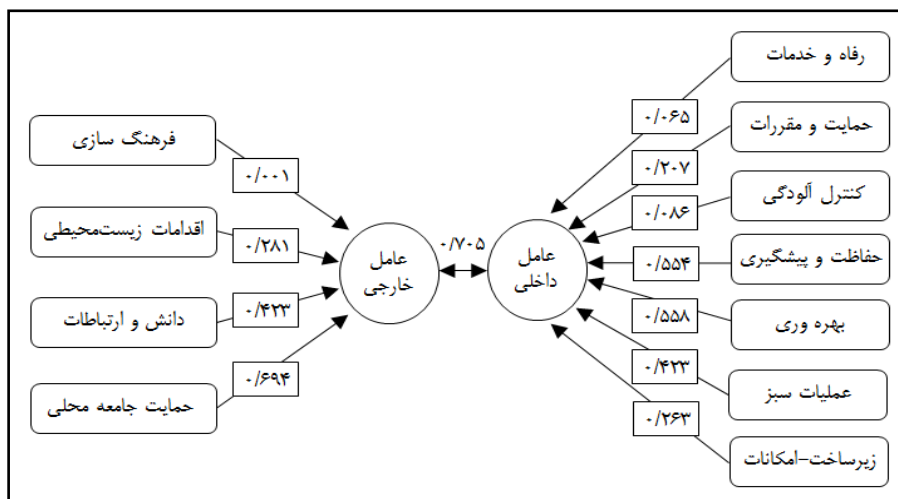 رفاه و خدمات
۰/۰۶۵
حمایت و مقررات
۰/۲۰۷
کنترل آلودگی
۰/۰۸۶
حفاظت و پیشگیری
۰/۵۵۴
بهره وری
۰/۵۵۸
عملیات سبز
۰/۴۲۳
زیرساخت-امکانات
۰/۲۶۳
عامل
داخلی
۰/۷۰۵
عامل
خارجی
فرهنگ سازی
۰/۰۰۱
اقدامات زیست‌محیطی
۰/۲۸۱
دانش و ارتباطات
۰/۴۲۳
حمایت جامعه محلی
۰/۶۹۴